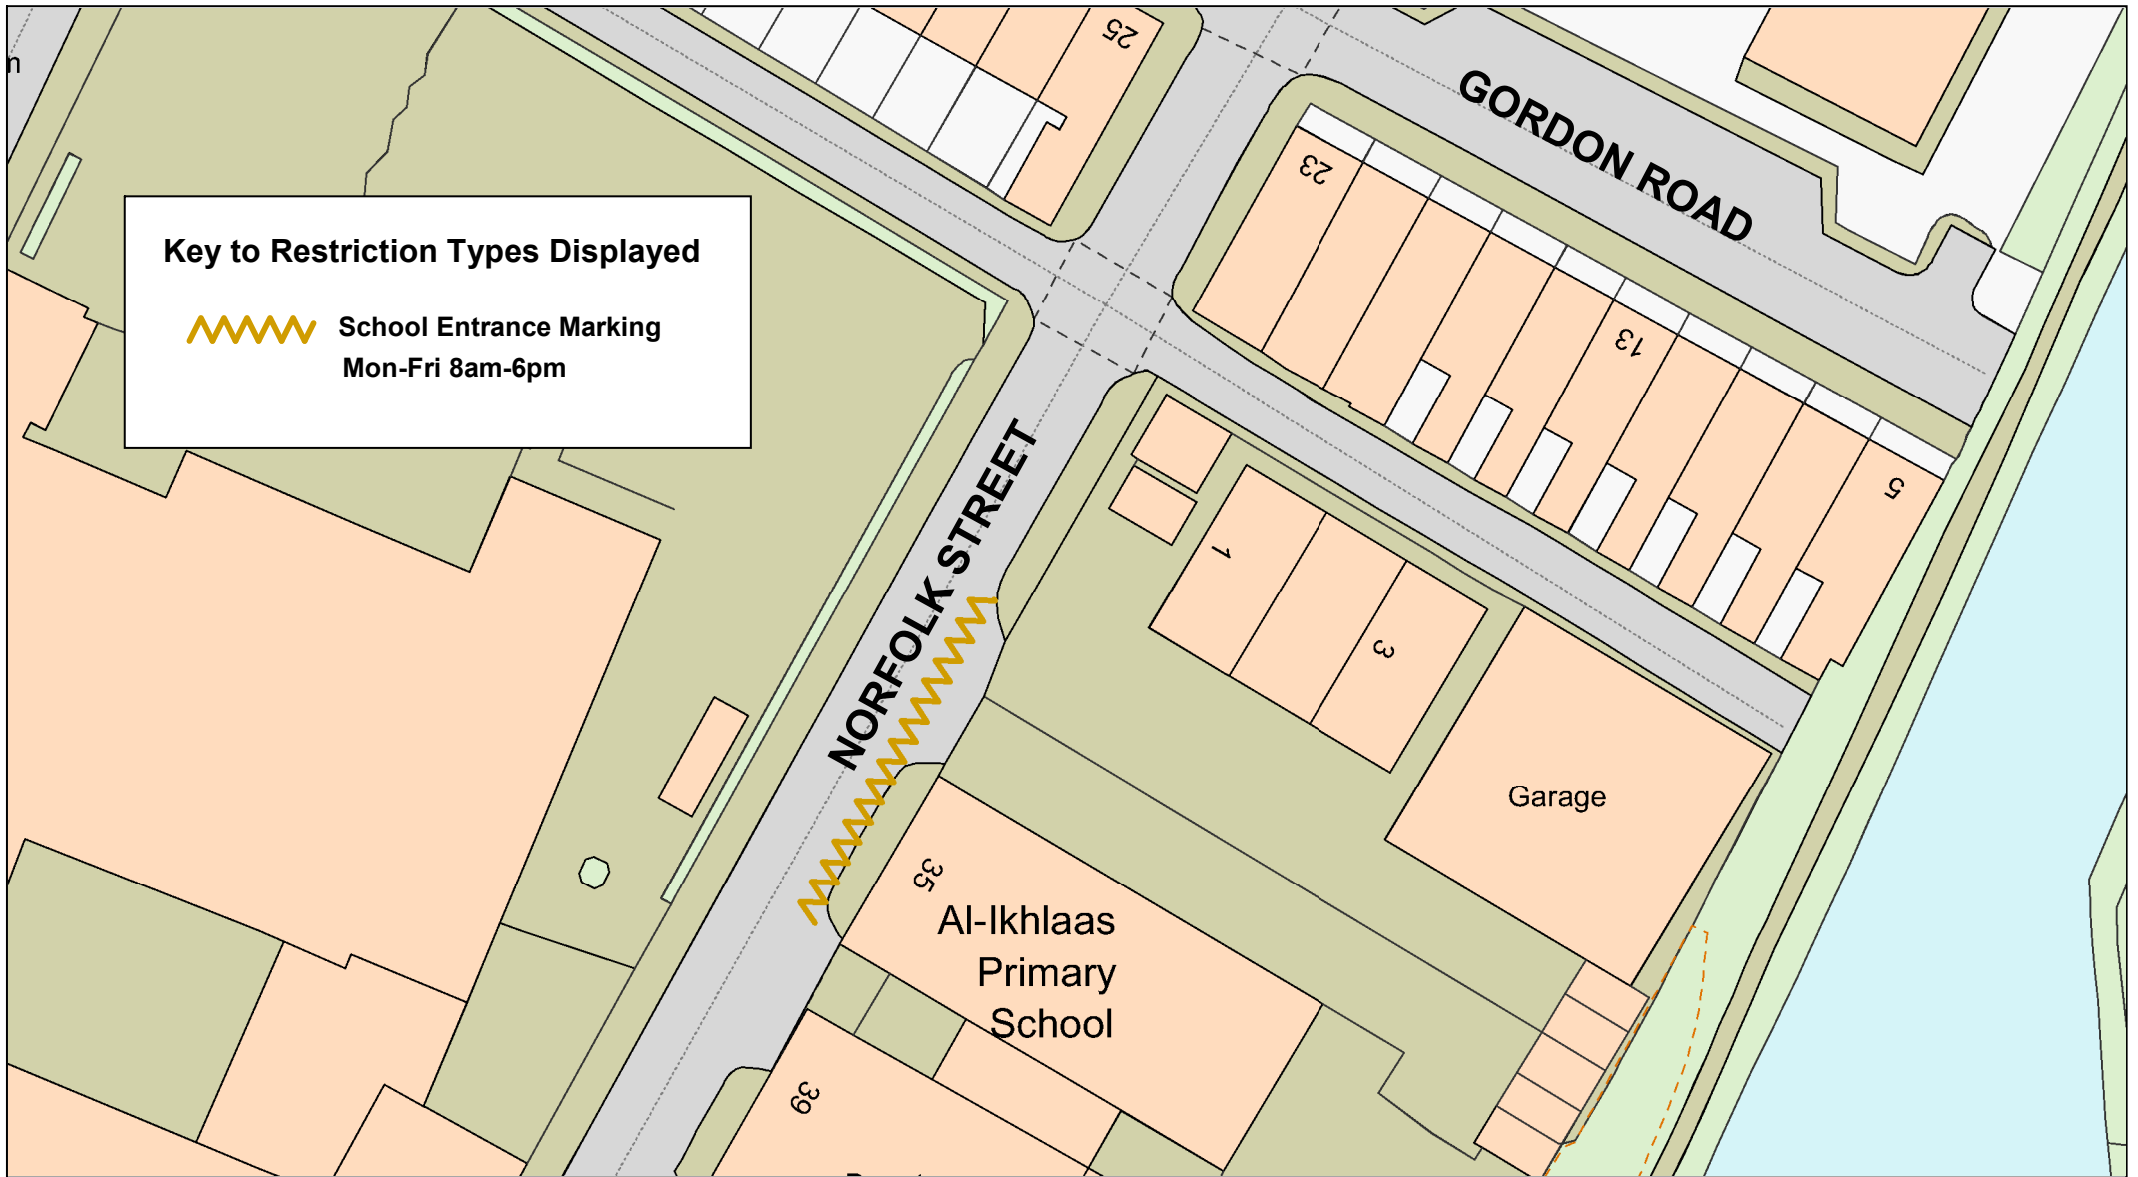 n
25
GORDON ROAD
23
Key to Restriction Types Displayed
School Entrance Marking
Mon-Fri 8am-6pm
13
NORFOLK STREET
5
1
3
Garage
35
Al-Ikhlaas
Primary
School
39